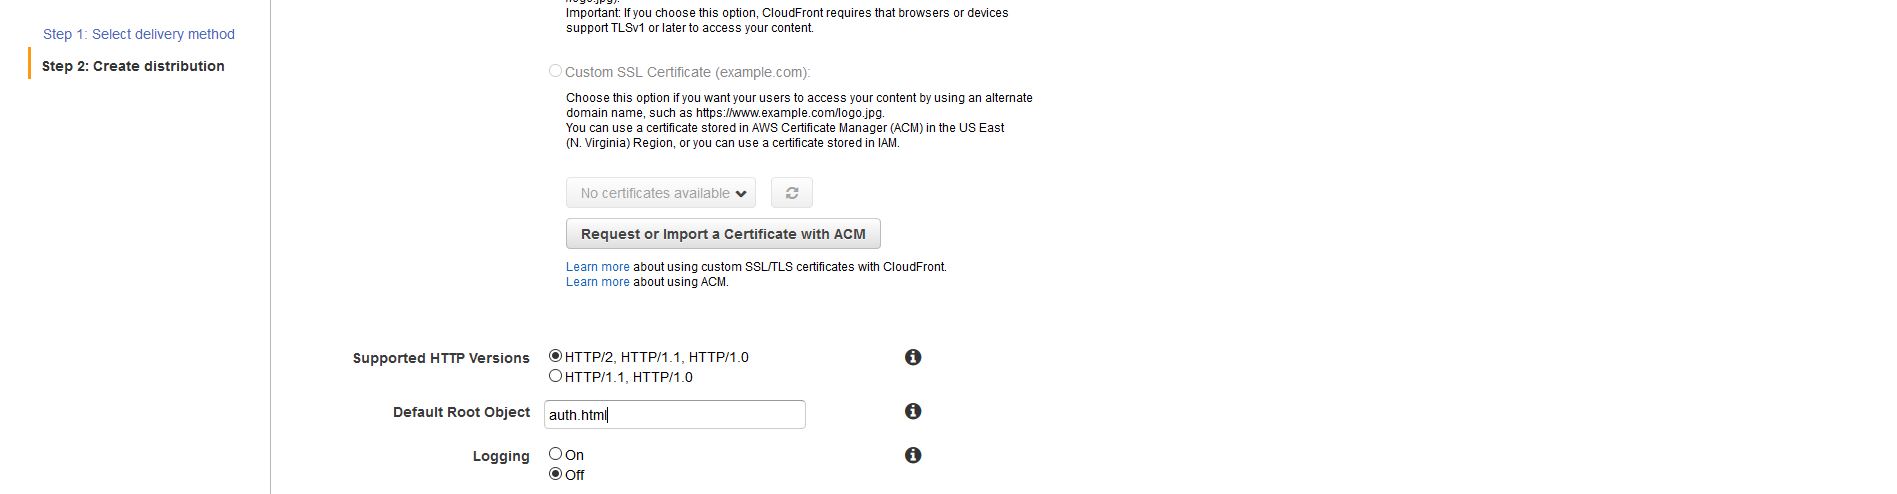 logo.jpg).
Important: If you choose this option, CloudFront requires that browsers or devices
support TLSv1 or later to access your content.
Step 1: Select delivery method
Step 2: Create distribution
Custom SSL Certificate (example.com):
Choose this option if you want your users to access your content by using an alternate
domain name, such as https://www.example.com/logo.jpg.
You can use a certificate stored in AWS Certificate Manager (ACM) in the US East
(N. Virginia) Region, or you can use a certificate stored in IAM.
No certificates available
Request or Import a Certificate with ACM
Learn more about using custom SSL/TLS certificates with CloudFront.
Learn more about using ACM.
Supported HTTP Versions
HTTP/2, HTTP/1.1, HTTP/1.0
HTTP/1.1, HTTP/1.0
Default Root Object
auth.html
Logging
On
Off